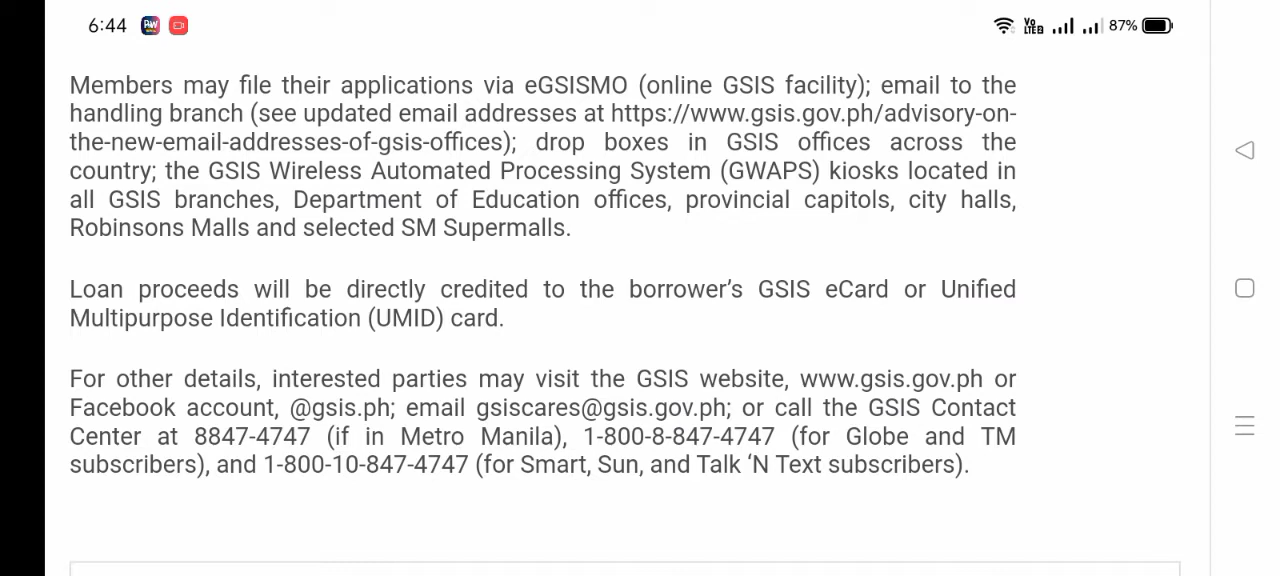 6:44
Vo LTE2 87%
Members may file their applications via eGSISMO (online GSIS facility); email to the
handling branch (see updated email addresses at https://www.gsis.gov.ph/advisory-on-
the-new-email-addresses-of-gsis-offices); drop boxes in GSIS offices across the
country; the GSIS Wireless Automated Processing System (GWAPS) kiosks located in
all GSIS branches, Department of Education offices, provincial capitols, city halls,
Robinsons Malls and selected SM Supermalls.
Loan proceeds will be directly credited to the borrower’s GSIS eCard or Unified
Multipurpose Identification (UMID) card.
For other details, interested parties may visit the GSIS website, www.gsis.gov.ph or
Facebook account, @gsis.ph; email gsiscares@gsis.gov.ph; or call the GSIS Contact
Center at 8847-4747 (if in Metro Manila), 1-800-8-847-4747 (for Globe and TM
subscribers), and 1-800-10-847-4747 (for Smart, Sun, and Talk ‘N Text subscribers).